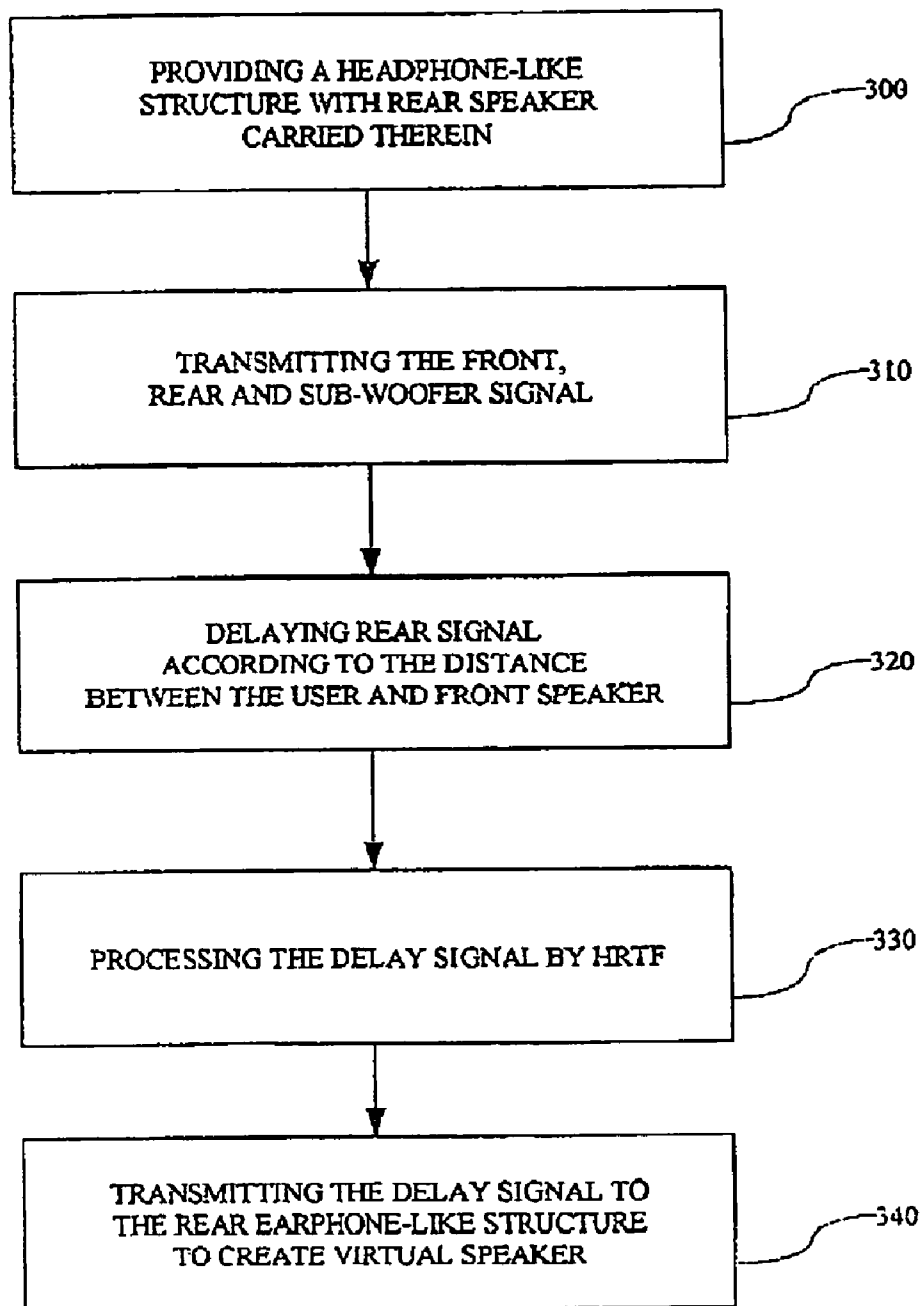 PROVIDING A HEADPHONE-LIKE
STRUCTURE WITH REAR SPEAKER
CARRIED THEREIN
300
TRANSMITTING THE FRONT,
REAR AND SUB-WOOFER SIGNAL
310
DELAYING REAR SIGNAL
ACCORDING TO THE DISTANCE
BETWEEN THE USER AND FRONT SPEAKER
320
PROCESSING THE DELAY SIGNAL BY HRTF
330
TRANSMITTING THE DELAY SIGNAL TO
THE REAR EARPHONE-LIKE STRUCTURE
TO CREATE VIRTUAL SPEAKER
340